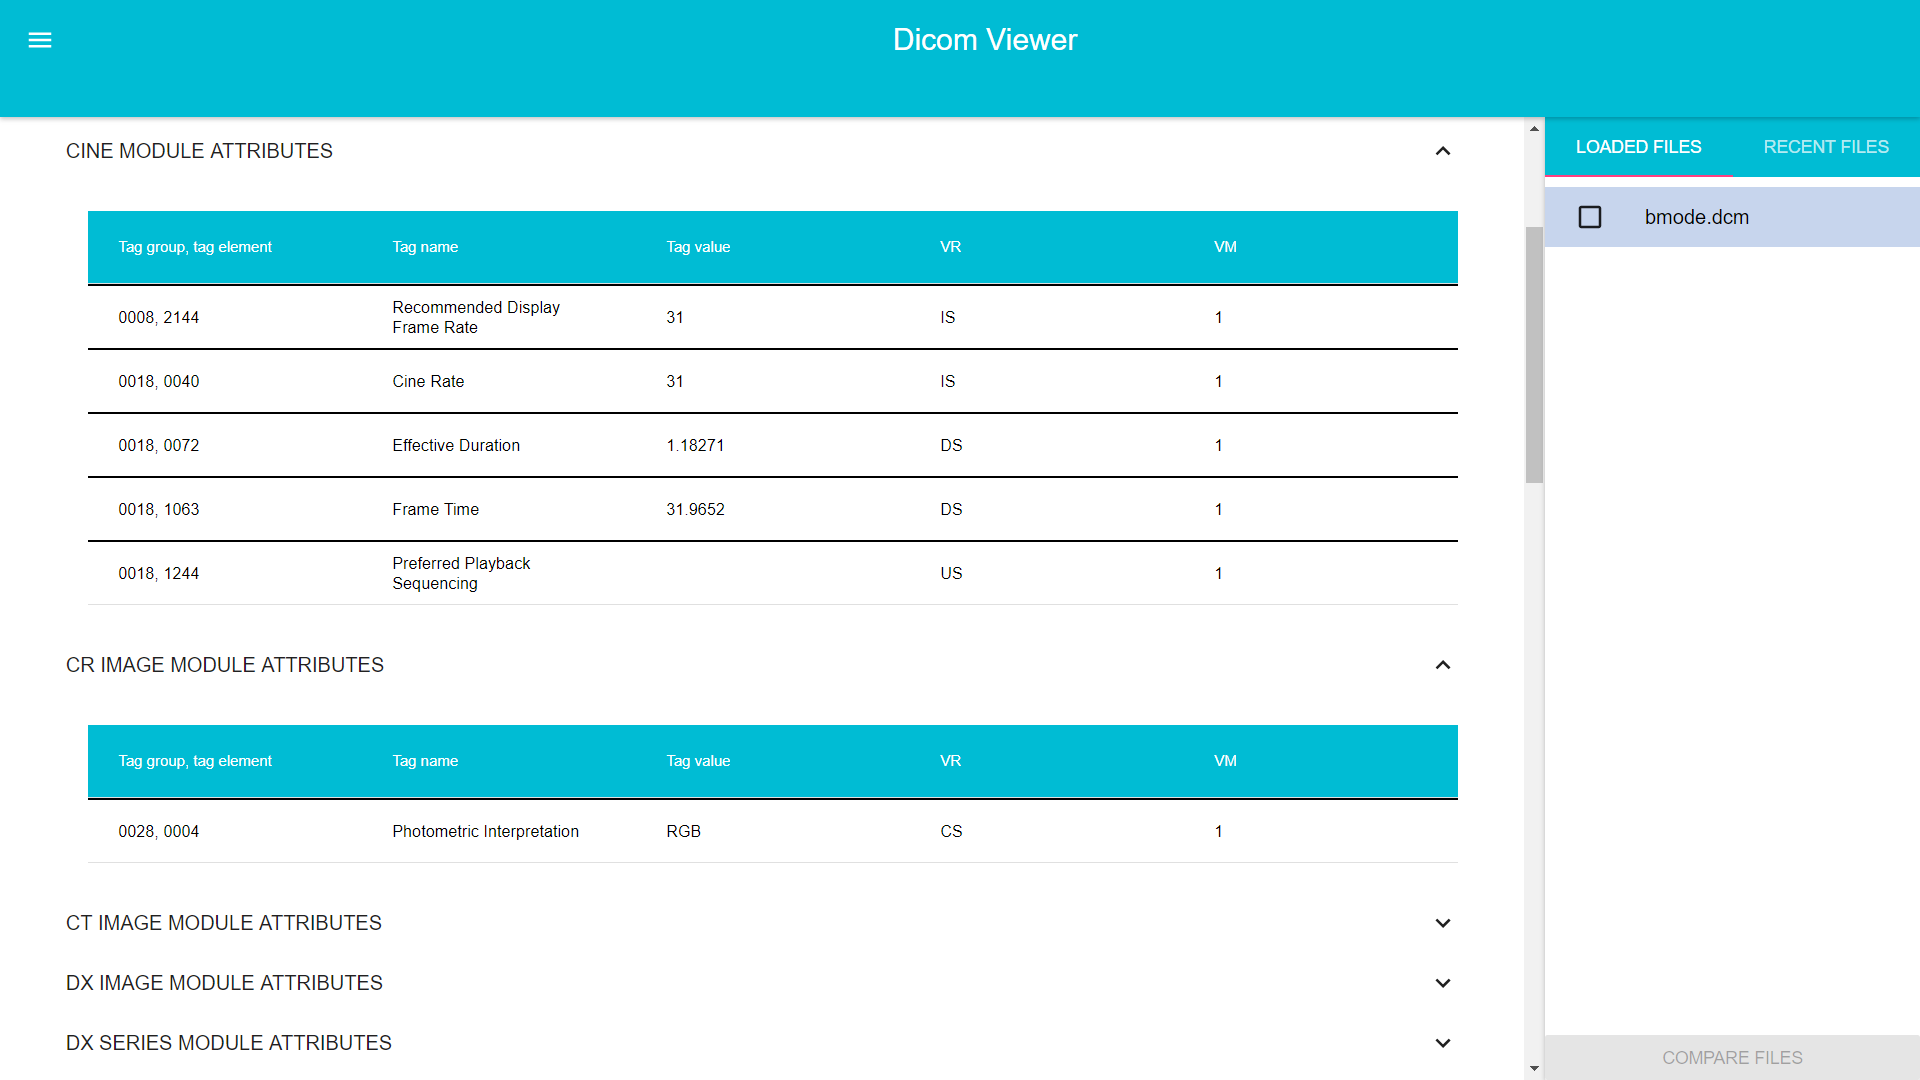 Dicom Viewer
CINE MODULE ATTRIBUTES
Tag group, tag element Tag name Tag value VR VM
0008, 2144 Recommended Display Frame Rate 31 IS 1
0018, 0040 Cine Rate 31 IS 1
0018, 0072 Effective Duration 1.18271 DS 1
0018, 1063 Frame Time 31.9652 DS 1
0018, 1244 Preferred Playback Sequencing US 1
CR IMAGE MODULE ATTRIBUTES
Tag group, tag element Tag name Tag value VR VM
0028, 0004 Photometric Interpretation RGB CS 1
CT IMAGE MODULE ATTRIBUTES
DX IMAGE MODULE ATTRIBUTES
DX SERIES MODULE ATTRIBUTES
LOADED FILES RECENT FILES
bmode.dcm
COMPARE FILES